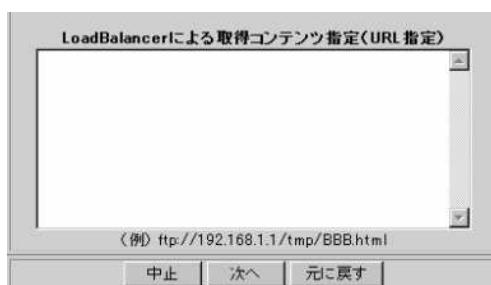 LoadBalancerによる取得コンテンツ指定(URL指定)
(例) ftp://192.168.1.1/tmp/BBB.html
中止 次へ 元に戻す